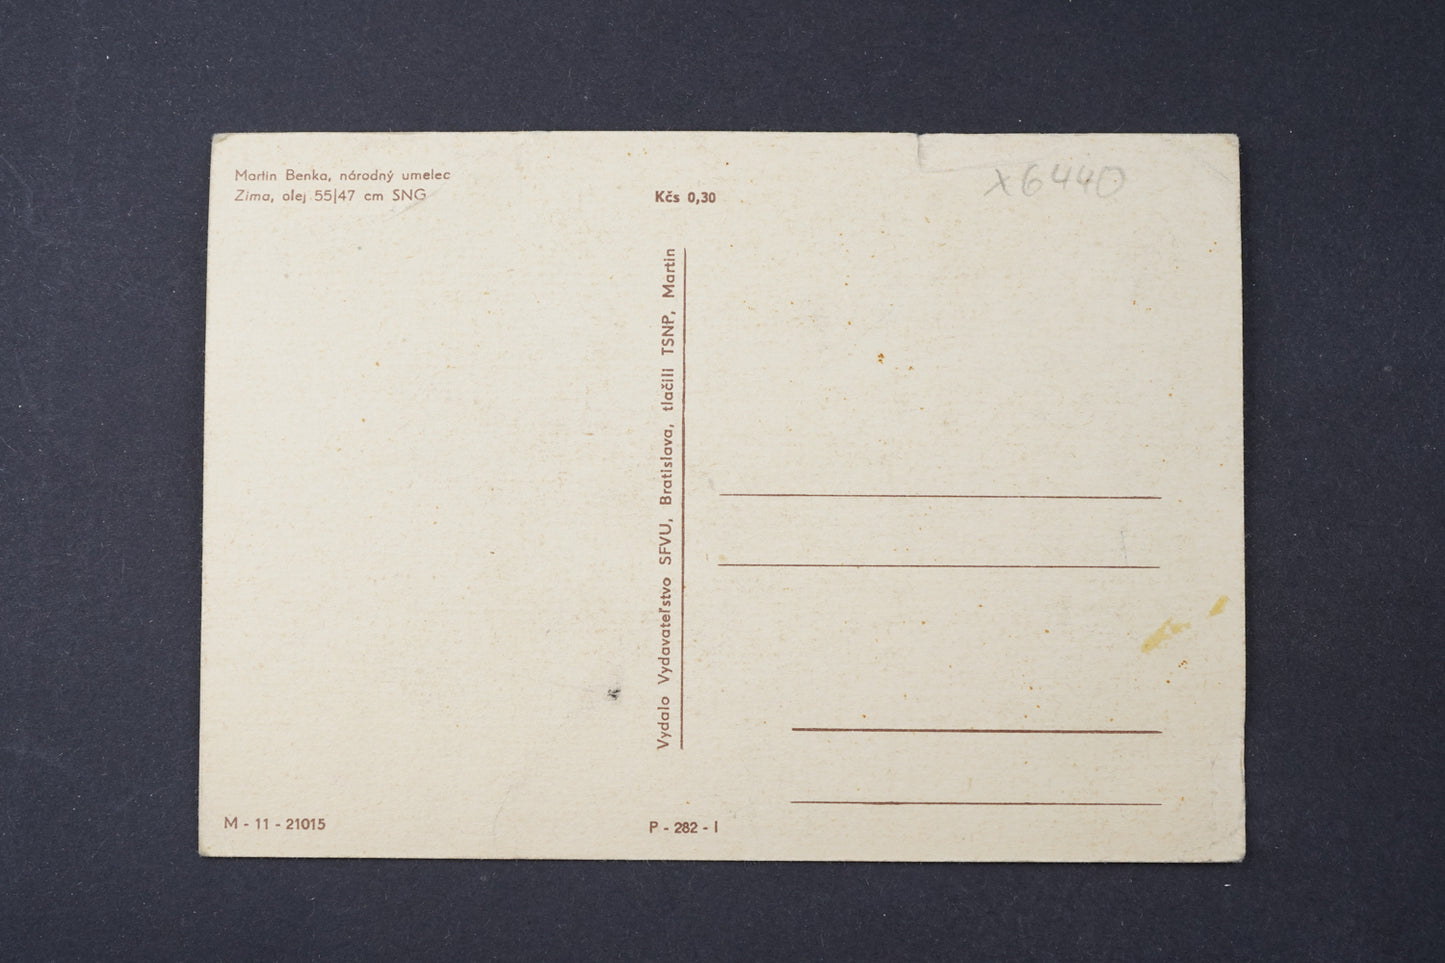 Martin Benka, národný umelec
Zima, olej 55|47 cm SNG
Kčs 0,30
X6440
Vydalo Vydavateľstvo SFVU, Bratislava, tlačili TSNP, Martin
M - 11 - 21015
P - 282 - I